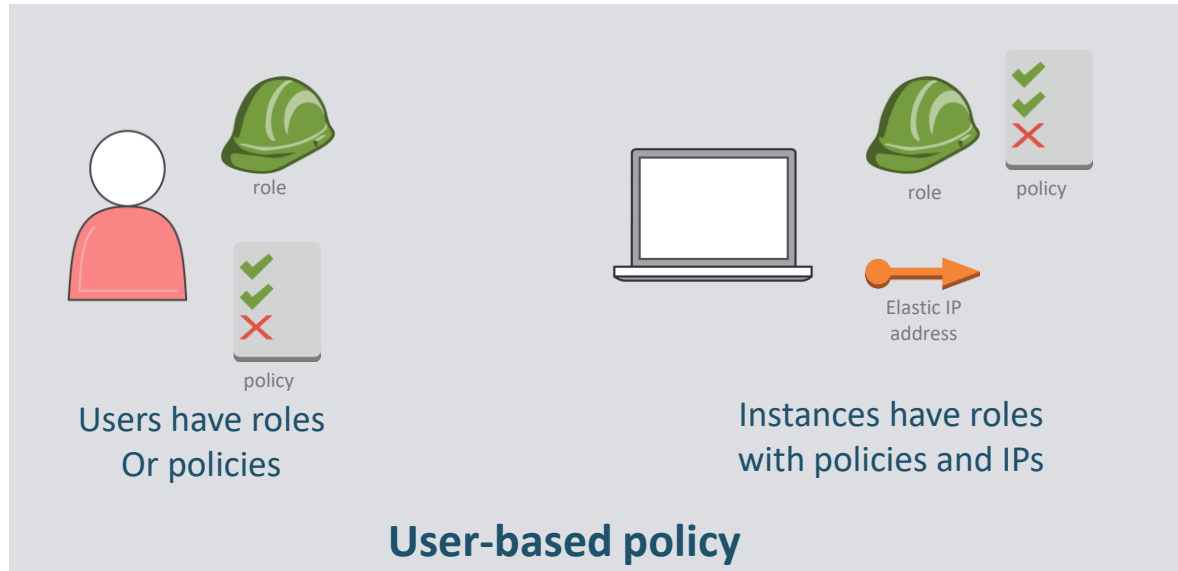 role
policy
Users have roles
Or policies
role
policy
Elastic IP
address
Instances have roles
with policies and IPs
User-based policy